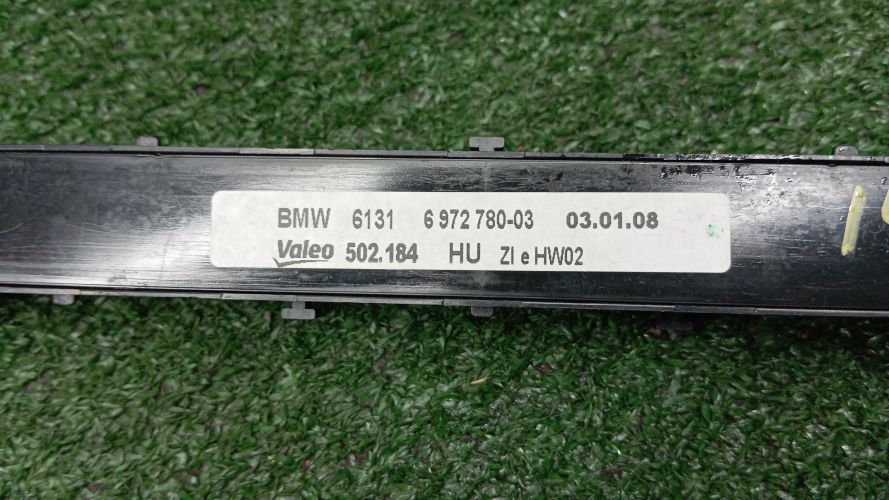 BMW 6131 6 972 780-03 03.01.08
Valeo 502.184 HU ZI e HW02